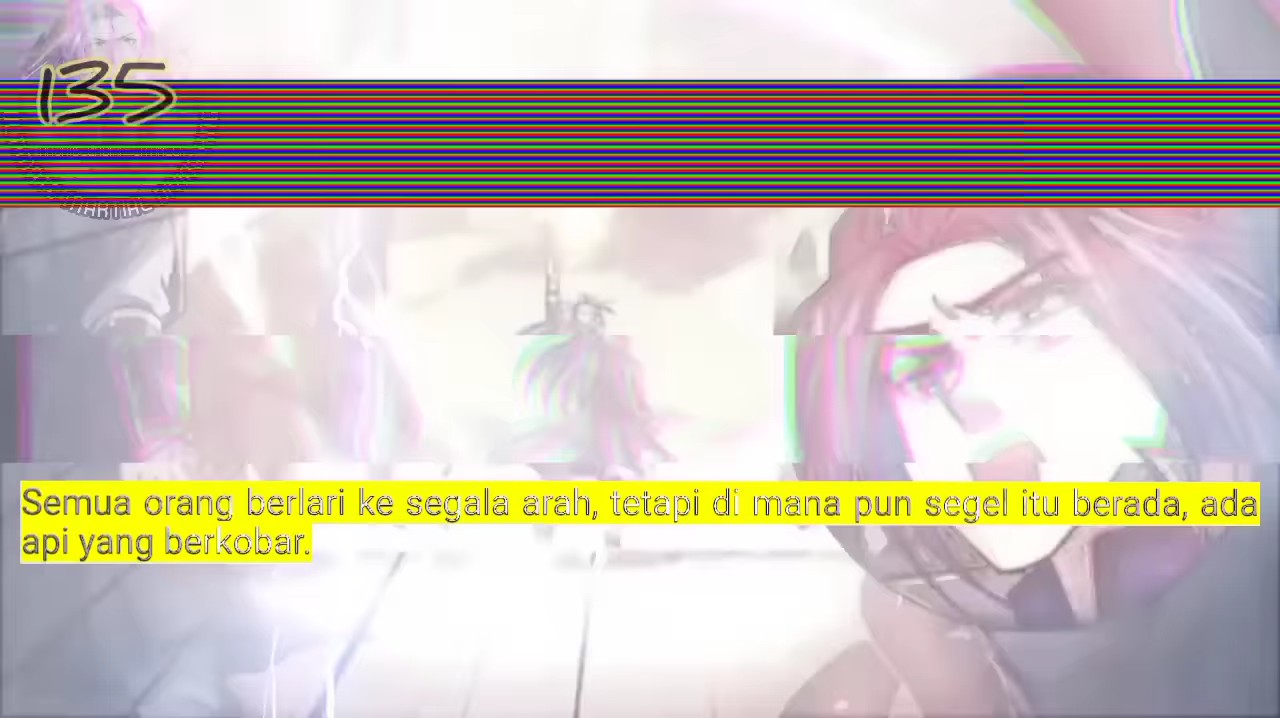 135
Semua orang berlari ke segala arah, tetapi di mana pun segel itu berada, ada
api yang berkobar.